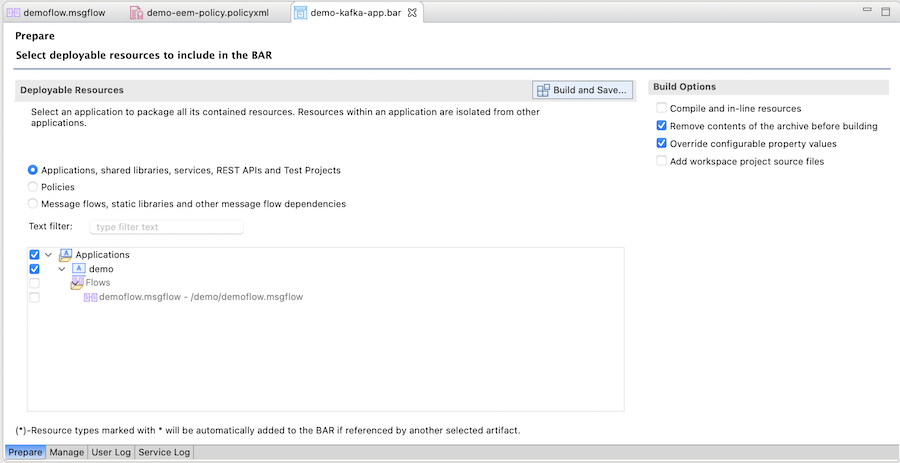 demoflow.msgflow demo-eem-policy.policyxml demo-kafka-app.bar
Prepare
Select deployable resources to include in the BAR
Deployable Resources Build and Save... Build Options
Select an application to package all its contained resources. Resources within an application are isolated from other
applications.
Compile and in-line resources
Remove contents of the archive before building
Override configurable property values
Add workspace project source files
Applications, shared libraries, services, REST APIs and Test Projects
Policies
Message flows, static libraries and other message flow dependencies
Text filter: type filter text
Applications
demo
Flows
demoflow.msgflow - /demo/demoflow.msgflow
(*)-Resource types marked with * will be automatically added to the BAR if referenced by another selected artifact.
Prepare Manage User Log Service Log